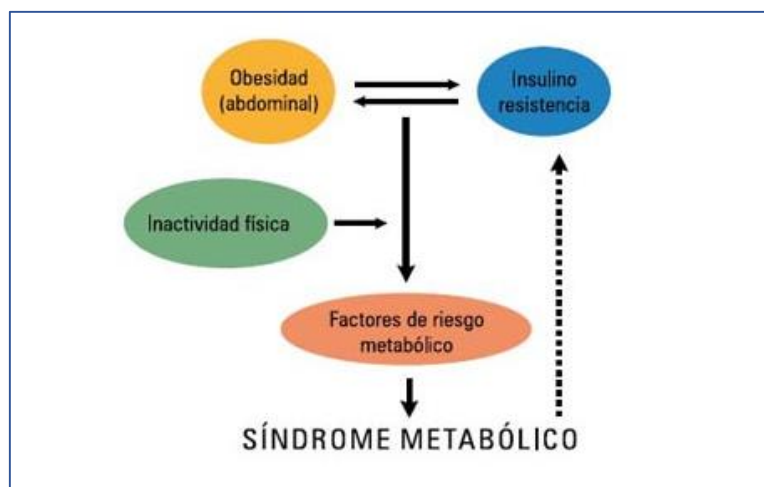 Obesidad
(abdominal)
Insulino
resistencia
Inactividad física
Factores de riesgo
metabólico
SÍNDROME METABÓLICO